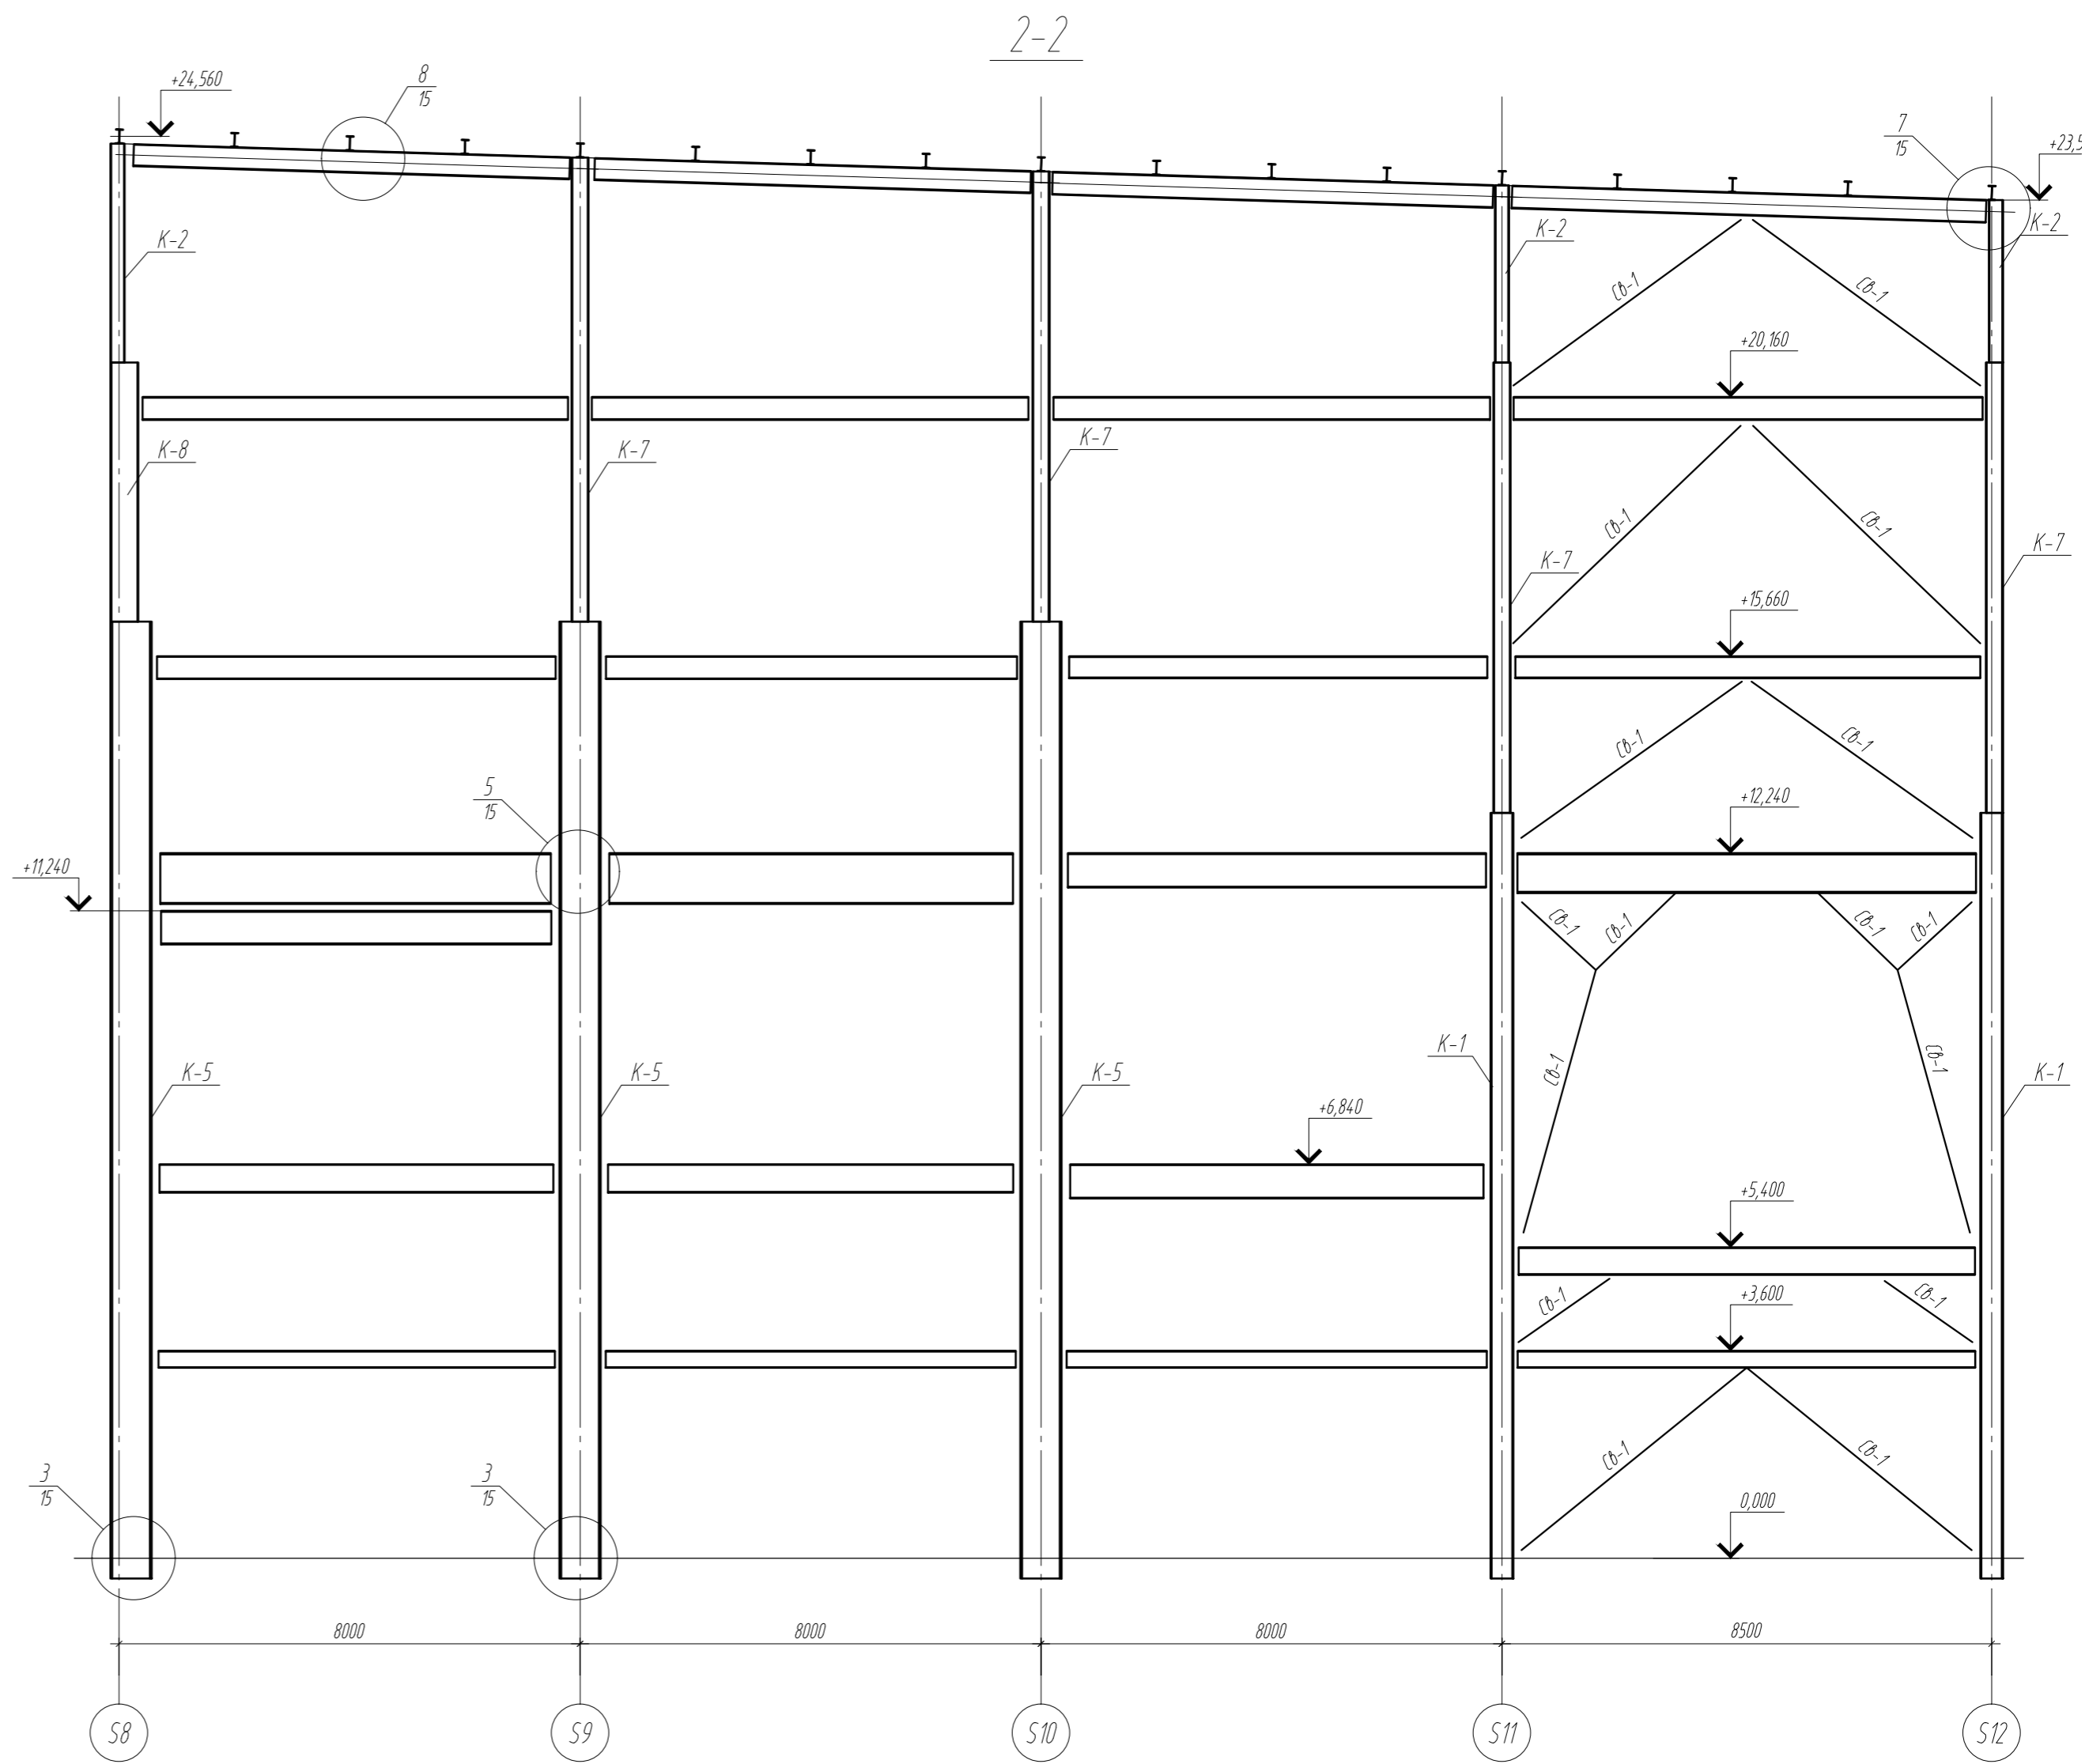 2-2
+24,560
8
15
7
15
+23,5
К-2
К-2
К-2
Св-1
Св-1
+20,160
К-8
К-7
К-7
Св-1
Св-1
К-7
К-7
+15,660
Св-1
Св-1
5
15
+12,240
+11,240
Св-1
Св-1
Св-1
Св-1
К-5
К-5
К-5
К-1
Св-1
Св-1
К-1
+6,840
+5,400
Св-1
+3,600
Св-1
3
15
3
15
Св-1
Св-1
0,000
8000
8000
8000
8500
S8
S9
S10
S11
S12